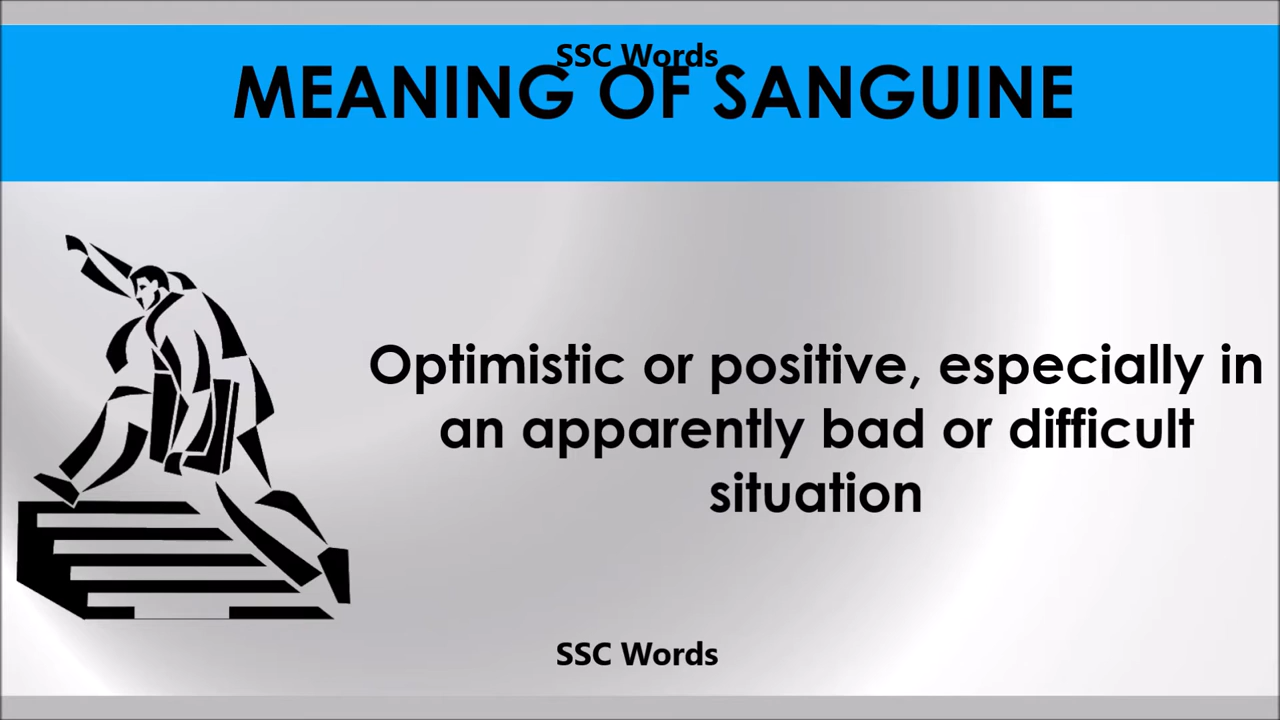 SSC Words
MEANING OF SANGUINE
Optimistic or positive, especially in
an apparently bad or difficult
situation
SSC Words